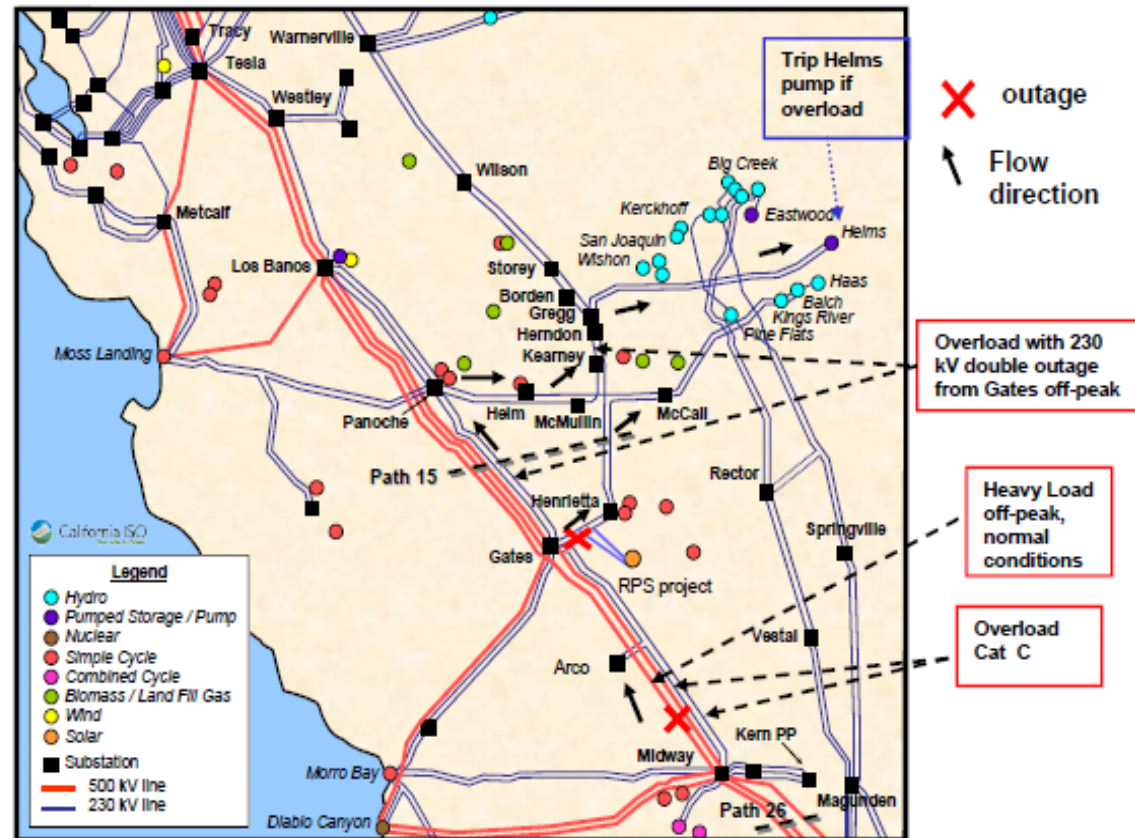 Tracy
Tesla
Warnerville
Westley
Metcalf
Los Banos
Moss Landing
Wilson
Storey
Borden
Gregg
Herndon
Kearney
Big Creek
Kerckhoff
Eastwood
San Joaquin
Helms
Wishon
Haas
Balch
Kings River
Pine Flats
Panoche
Helm
McMullin
McCall
Path 15
Henrietta
Gates
RPS project
Rector
Springville
Vestal
Arco
Kern PP
Midway
Magunden
Path 26
Morro Bay
Diablo Canyon
California ISO
Legend
Hydro
Pumped Storage / Pump
Nuclear
Simple Cycle
Combined Cycle
Biomass / Land Fill Gas
Wind
Solar
Substation
500 kV line
230 kV line
Trip Helms
pump if
overload
outage
Flow
direction
Overload with 230
kV double outage
from Gates off-peak
Heavy Load
off-peak,
normal
conditions
Overload
Cat C